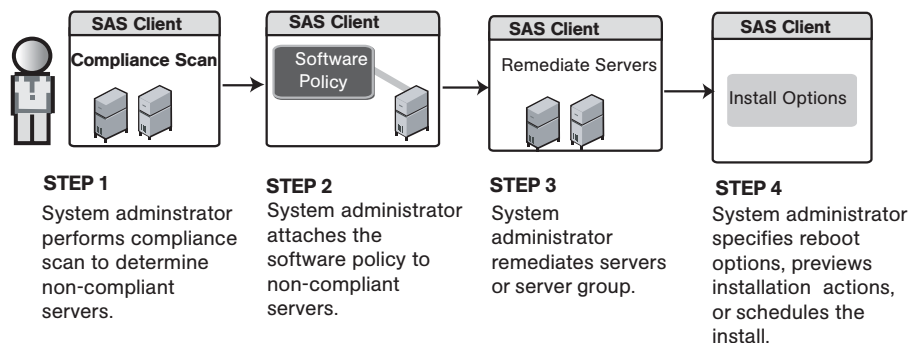 SAS Client
Compliance Scan
SAS Client
Software
Policy
SAS Client
Remediate Servers
SAS Client
Install Options
STEP 1
System adminstrator
performs compliance
scan to determine
non-compliant
servers.
STEP 2
System administrator
attaches the
software policy to
non-compliant
servers.
STEP 3
System
administrator
remediates servers
or server group.
STEP 4
System administrator
specifies reboot
options, previews
installation actions,
or schedules the
install.